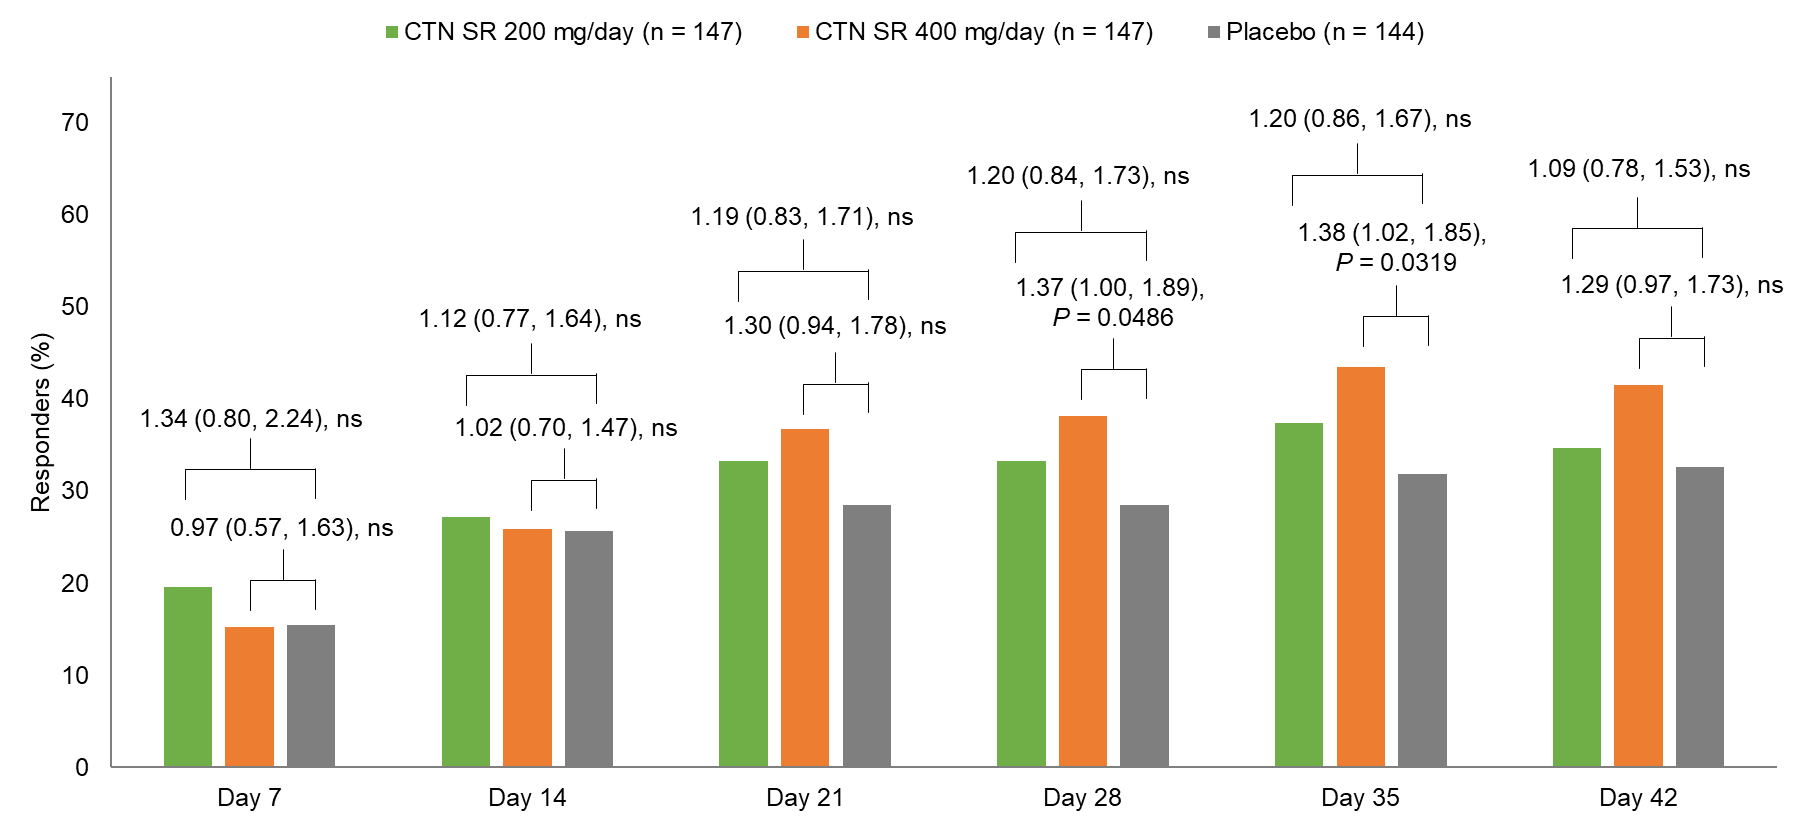 CTN SR 200 mg/day (n = 147)
CTN SR 400 mg/day (n = 147)
Placebo (n = 144)
Responders (%)
70
60
50
40
30
20
10
0
1.34 (0.80, 2.24), ns
0.97 (0.57, 1.63), ns
1.12 (0.77, 1.64), ns
1.02 (0.70, 1.47), ns
1.19 (0.83, 1.71), ns
1.30 (0.94, 1.78), ns
1.20 (0.84, 1.73), ns
1.37 (1.00, 1.89),
P = 0.0486
1.20 (0.86, 1.67), ns
1.38 (1.02, 1.85),
P = 0.0319
1.09 (0.78, 1.53), ns
1.29 (0.97, 1.73), ns
Day 7
Day 14
Day 21
Day 28
Day 35
Day 42